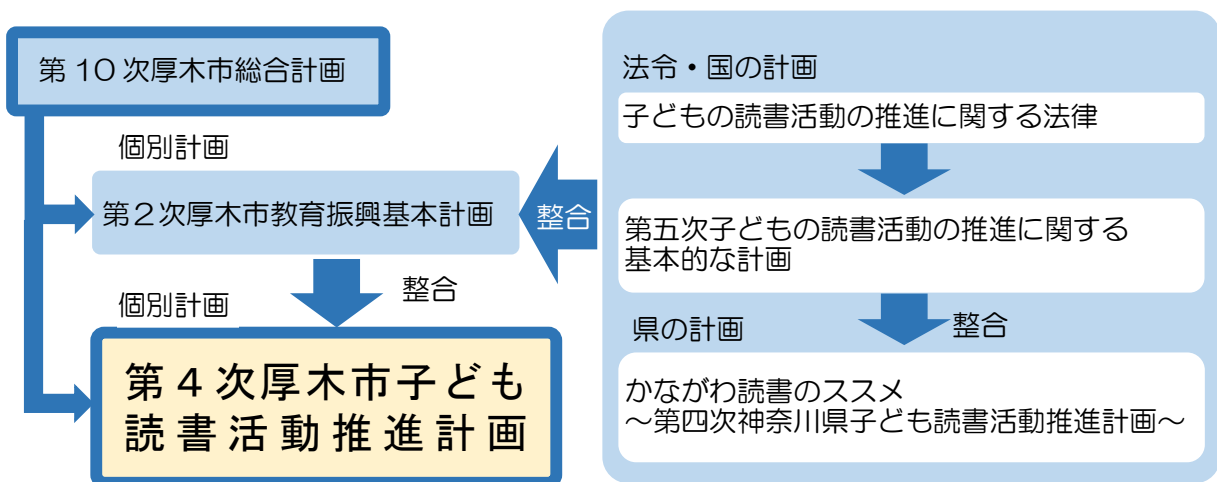 第10次厚木市総合計画
個別計画
第２次厚木市教育振興基本計画
整合
個別計画
第４次厚木市子ども
読書活動推進計画
整合
法令・国の計画
子どもの読書活動の推進に関する法律
第五次子どもの読書活動の推進に関する
基本的な計画
県の計画
整合
かながわ読書のススメ
～第四次神奈川県子ども読書活動推進計画～